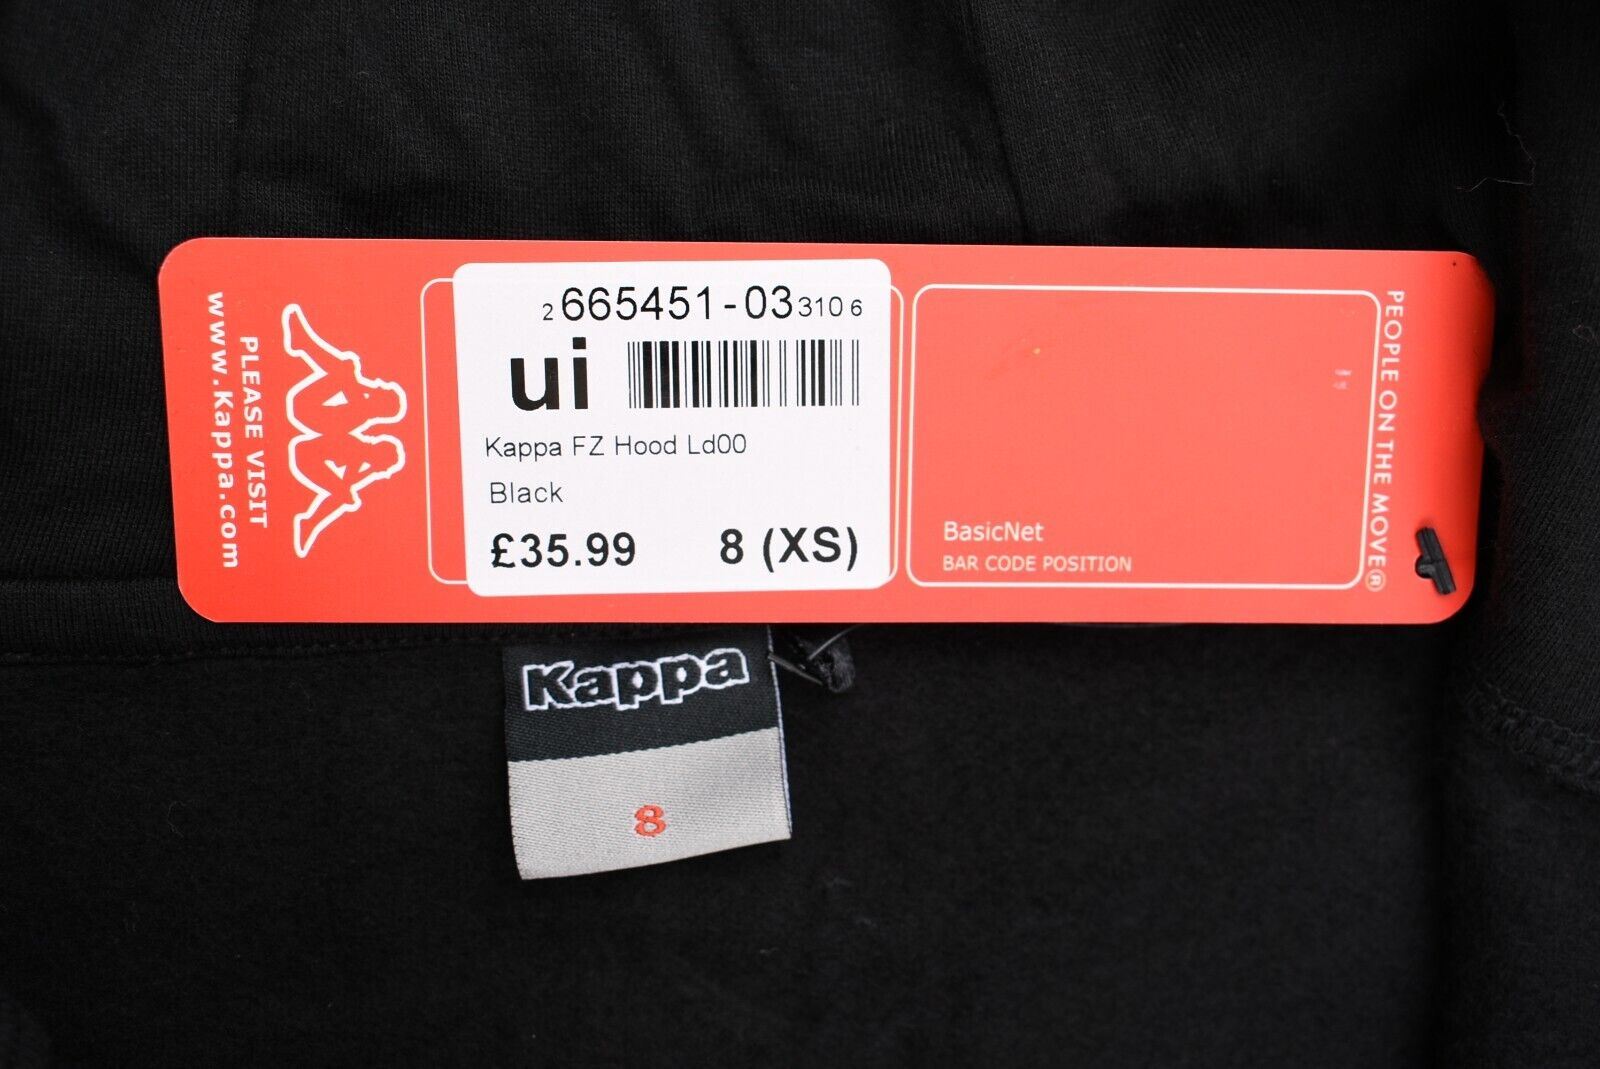 PLEASE VISIT
www.Kappa.com
2 665451-03 310 6
ui
Kappa FZ Hood Ld00
Black
£35.99 8 (XS)
BasicNet
BAR CODE POSITION
PEOPLE ON THE MOVE®
Kappa
8